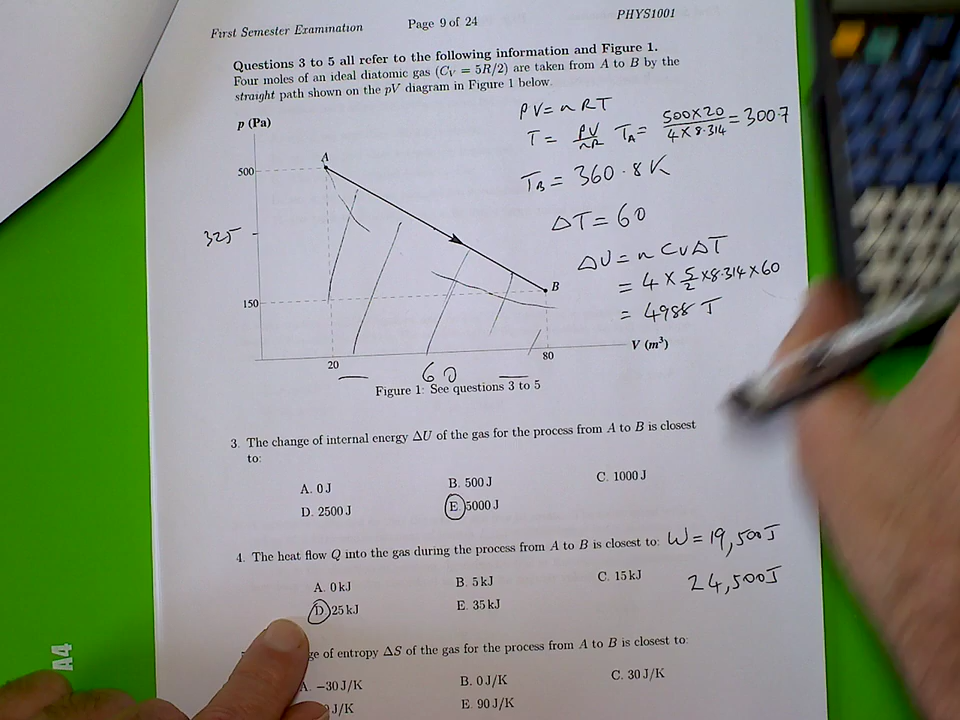 First Semester Examination Page 9 of 24 PHYS1001
Questions 3 to 5 all refer to the following information and Figure 1.
Four moles of an ideal diatomic gas (C_V = 5R/2) are taken from A to B by the
straight path shown on the pV diagram in Figure 1 below.
p (Pa)
PV = nRT
T = PV/nR T_A = 500×20/4×8.314 = 300.7
A
500
T_B = 360.8K
325
ΔT = 60
ΔU = n C_V ΔT
= 4 × 5/2 × 8.314 × 60
= 4988 J
B
150
20
80
V (m³)
60
Figure 1: See questions 3 to 5
3. The change of internal energy ΔU of the gas for the process from A to B is closest
to:
A. 0 J B. 500 J C. 1000 J
D. 2500 J E. 5000 J
4. The heat flow Q into the gas during the process from A to B is closest to: W = 19,500J
24,500J
A. 0 kJ B. 5 kJ C. 15 kJ
D. 25 kJ E. 35 kJ
of entropy ΔS of the gas for the process from A to B is closest to:
A. −30 J/K B. 0 J/K C. 30 J/K
J/K E. 90 J/K
A4